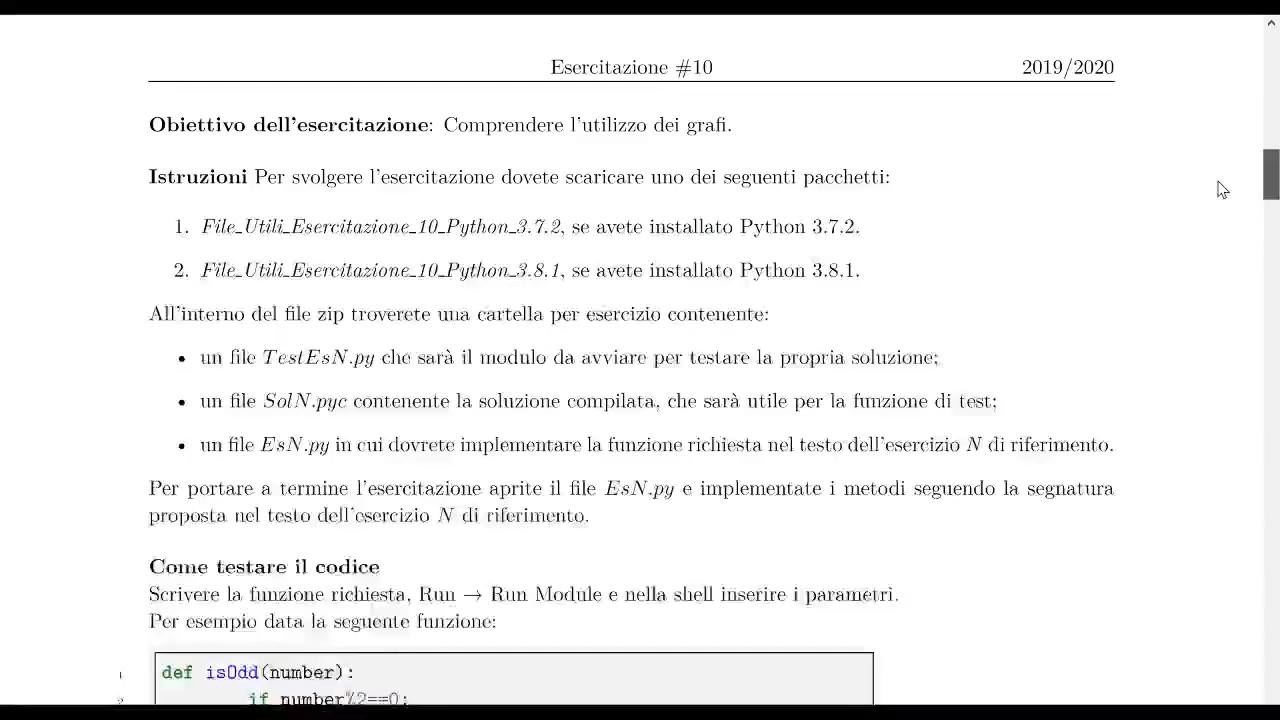 Esercitazione #10 2019/2020
Obiettivo dell'esercitazione: Comprendere l'utilizzo dei grafi.
Istruzioni Per svolgere l'esercitazione dovete scaricare uno dei seguenti pacchetti:
1. File_Utili_Esercitazione_10_Python_3.7.2, se avete installato Python 3.7.2.
2. File_Utili_Esercitazione_10_Python_3.8.1, se avete installato Python 3.8.1.
All'interno del file zip troverete una cartella per esercizio contenente:
• un file TestEsN.py che sarà il modulo da avviare per testare la propria soluzione;
• un file SolN.pyc contenente la soluzione compilata, che sarà utile per la funzione di test;
• un file EsN.py in cui dovrete implementare la funzione richiesta nel testo dell'esercizio N di riferimento.
Per portare a termine l'esercitazione aprite il file EsN.py e implementate i metodi seguendo la segnatura
proposta nel testo dell'esercizio N di riferimento.
Come testare il codice
Scrivere la funzione richiesta, Run → Run Module e nella shell inserire i parametri.
Per esempio data la seguente funzione:
1 def isOdd(number):
2 if number%2==0: